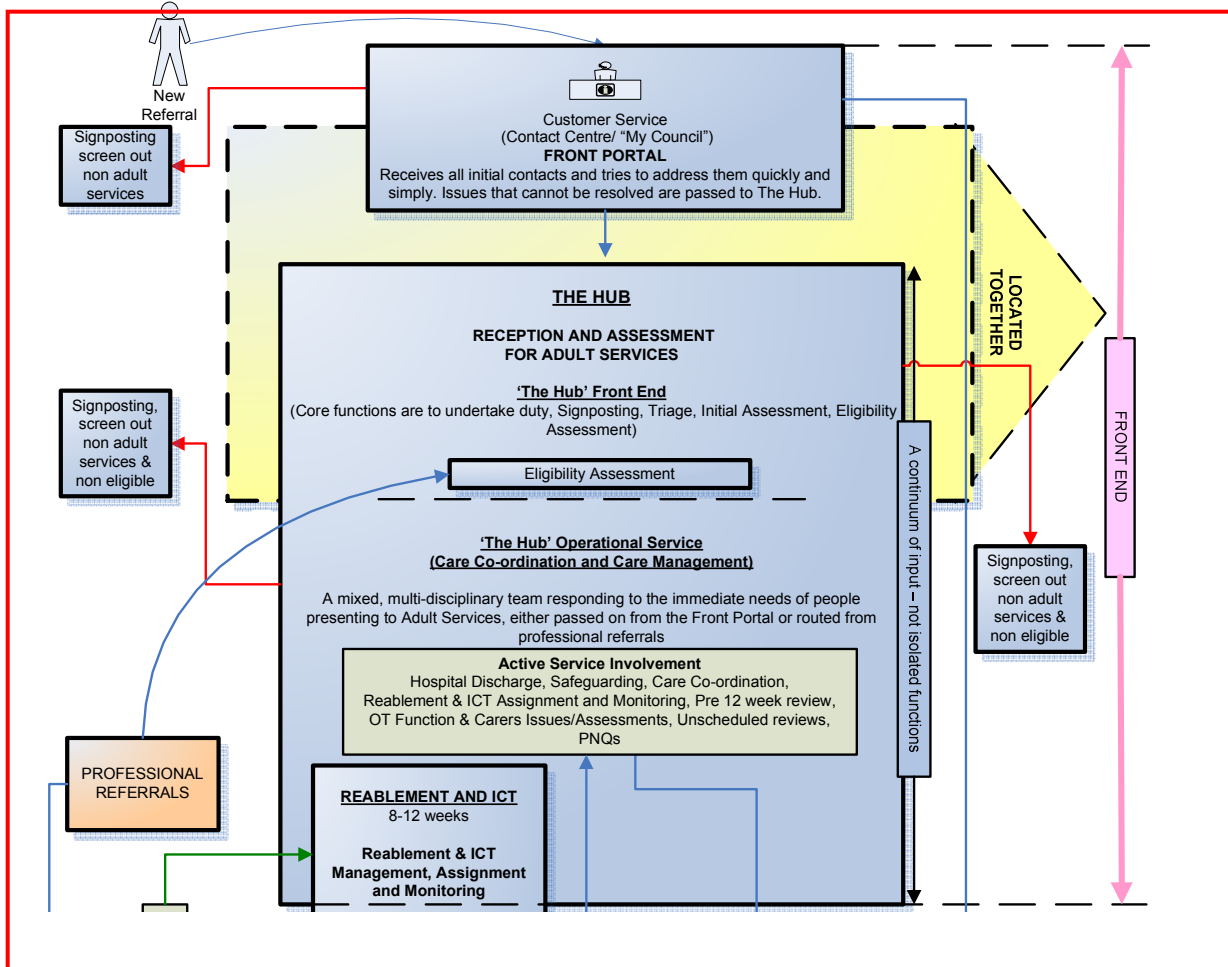 New
Referral
Signposting
screen out
non adult
services
Customer Service
(Contact Centre/ “My Council”)
FRONT PORTAL
Receives all initial contacts and tries to address them quickly and
simply. Issues that cannot be resolved are passed to The Hub.
THE HUB
RECEPTION AND ASSESSMENT
FOR ADULT SERVICES
‘The Hub’ Front End
(Core functions are to undertake duty, Signposting, Triage, Initial Assessment, Eligibility
Assessment)
Eligibility Assessment
LOCATED
TOGETHER
FRONT END
Signposting,
screen out
non adult
services &
non eligible
‘The Hub’ Operational Service
(Care Co-ordination and Care Management)
A mixed, multi-disciplinary team responding to the immediate needs of people
presenting to Adult Services, either passed on from the Front Portal or routed from
professional referrals
A continuum of input – not isolated functions
Signposting,
screen out
non adult
services &
non eligible
Active Service Involvement
Hospital Discharge, Safeguarding, Care Co-ordination,
Reablement & ICT Assignment and Monitoring, Pre 12 week review,
OT Function & Carers Issues/Assessments, Unscheduled reviews,
PNQs
PROFESSIONAL
REFERRALS
REABLEMENT AND ICT
8-12 weeks
Reablement & ICT
Management, Assignment
and Monitoring